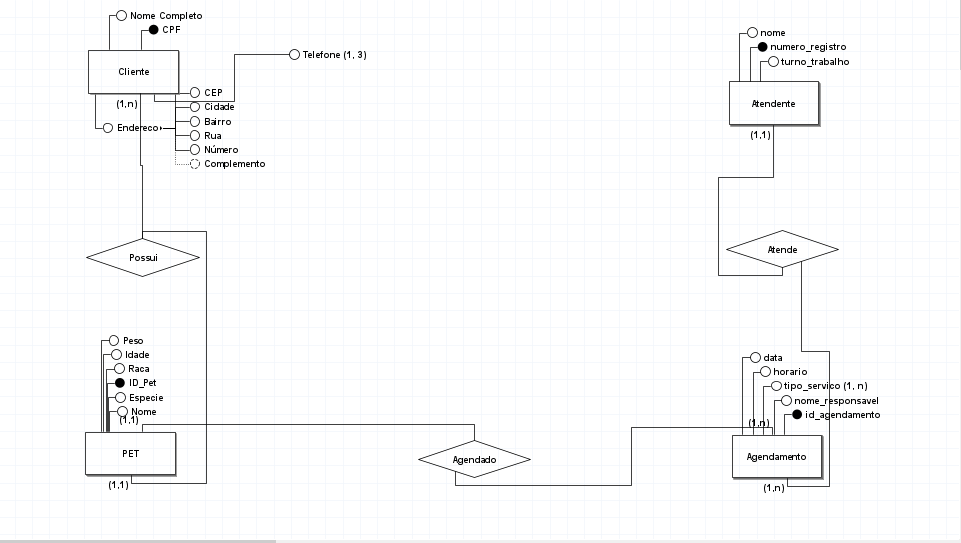 Nome Completo
CPF
Telefone (1, 3)
Cliente
(1,n)
CEP
Cidade
Bairro
Rua
Número
Complemento
Endereco
Possui
Peso
Idade
Raca
ID_Pet
Especie
Nome
(1,1)
PET
(1,1)
Agendado
nome
numero_registro
turno_trabalho
Atendente
(1,1)
Atende
data
horario
tipo_servico (1, n)
nome_responsavel
id_agendamento
(1,n)
Agendamento
(1,n)